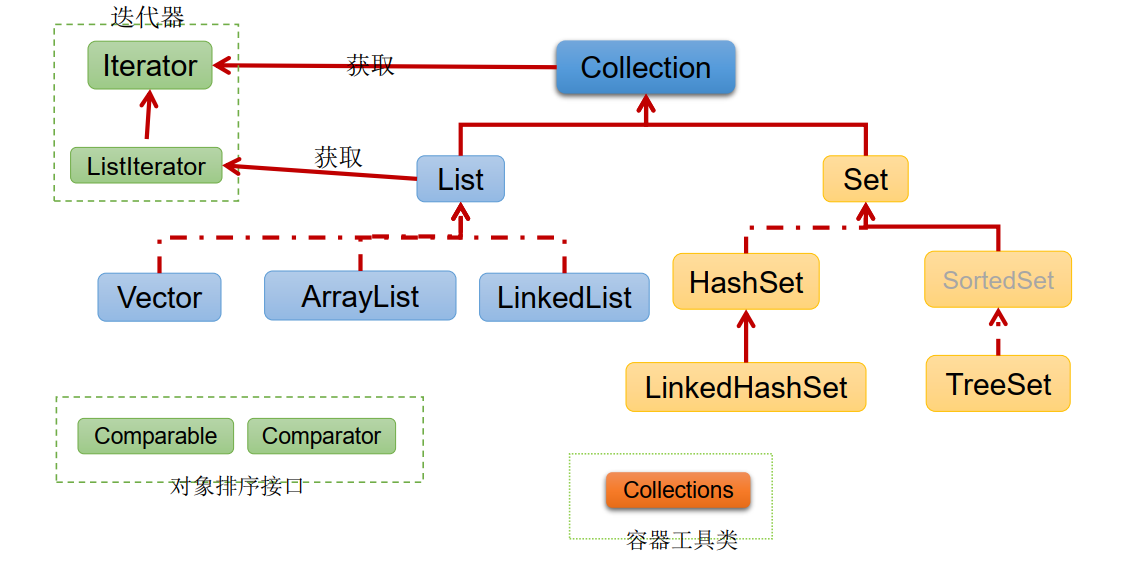 迭代器
Iterator
获取
Collection
ListIterator
获取
List
Set
Vector
ArrayList
LinkedList
HashSet
SortedSet
LinkedHashSet
TreeSet
Comparable
Comparator
对象排序接口
Collections
容器工具类